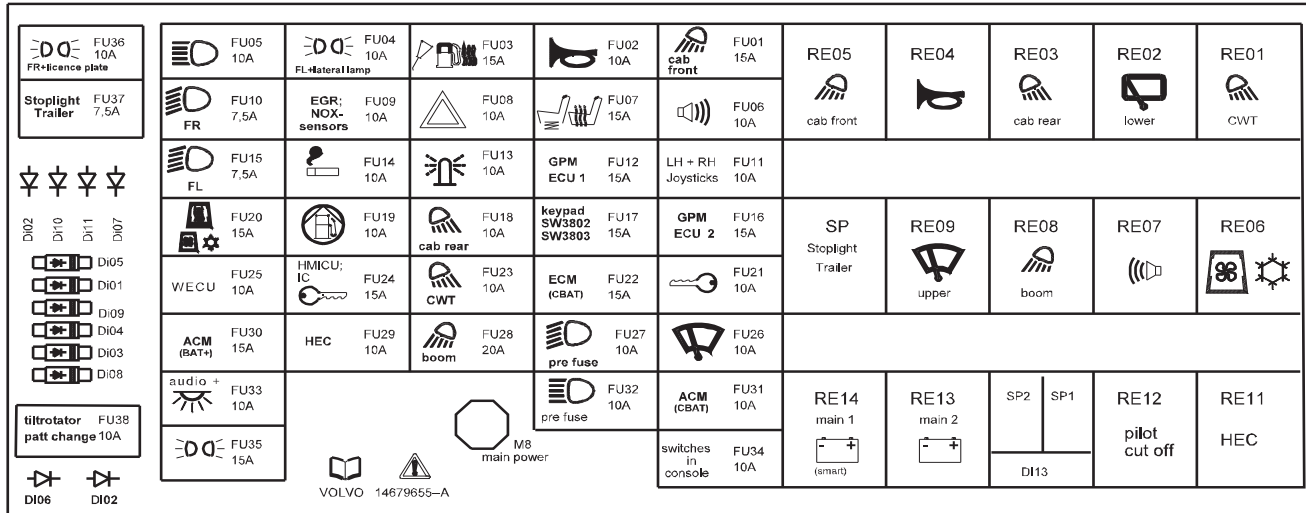 FU36
10A
FR+licence plate
Stoplight FU37
Trailer 7,5A
Di02 Di10 Di11 Di07
Di05
Di01
Di09
Di04
Di03
Di08
tiltrotator FU38
patt change 10A
DI06 DI02
FU05
10A
FU04
10A
FL+lateral lamp
FU03
15A
FU02
10A
FU01
15A
cab
front
FU10
7,5A
FR
EGR; FU09
NOX- 10A
sensors
FU08
10A
FU07
15A
FU06
10A
FU15
7,5A
FL
FU14
10A
FU13
10A
GPM FU12
ECU 1 15A
LH + RH FU11
Joysticks 10A
FU20
15A
FU19
10A
FU18
10A
cab rear
keypad FU17
SW3802 15A
SW3803
GPM FU16
ECU 2 15A
WECU FU25
10A
HMICU;
IC FU24
15A
FU23
10A
CWT
ECM FU22
(CBAT) 15A
FU21
10A
ACM FU30
(BAT+) 15A
HEC FU29
10A
FU28
20A
boom
FU27
10A
pre fuse
FU26
10A
audio + FU33
10A
FU32
10A
pre fuse
ACM FU31
(CBAT) 10A
FU35
15A
M8
main power
switches FU34
in 10A
console
VOLVO 14679655–A
RE05
cab front
RE04
RE03
cab rear
RE02
lower
RE01
CWT
SP
Stoplight
Trailer
RE09
upper
RE08
boom
RE07
RE06
RE14
main 1
- +
(smart)
RE13
main 2
- +
SP2 SP1
DI13
RE12
pilot
cut off
RE11
HEC